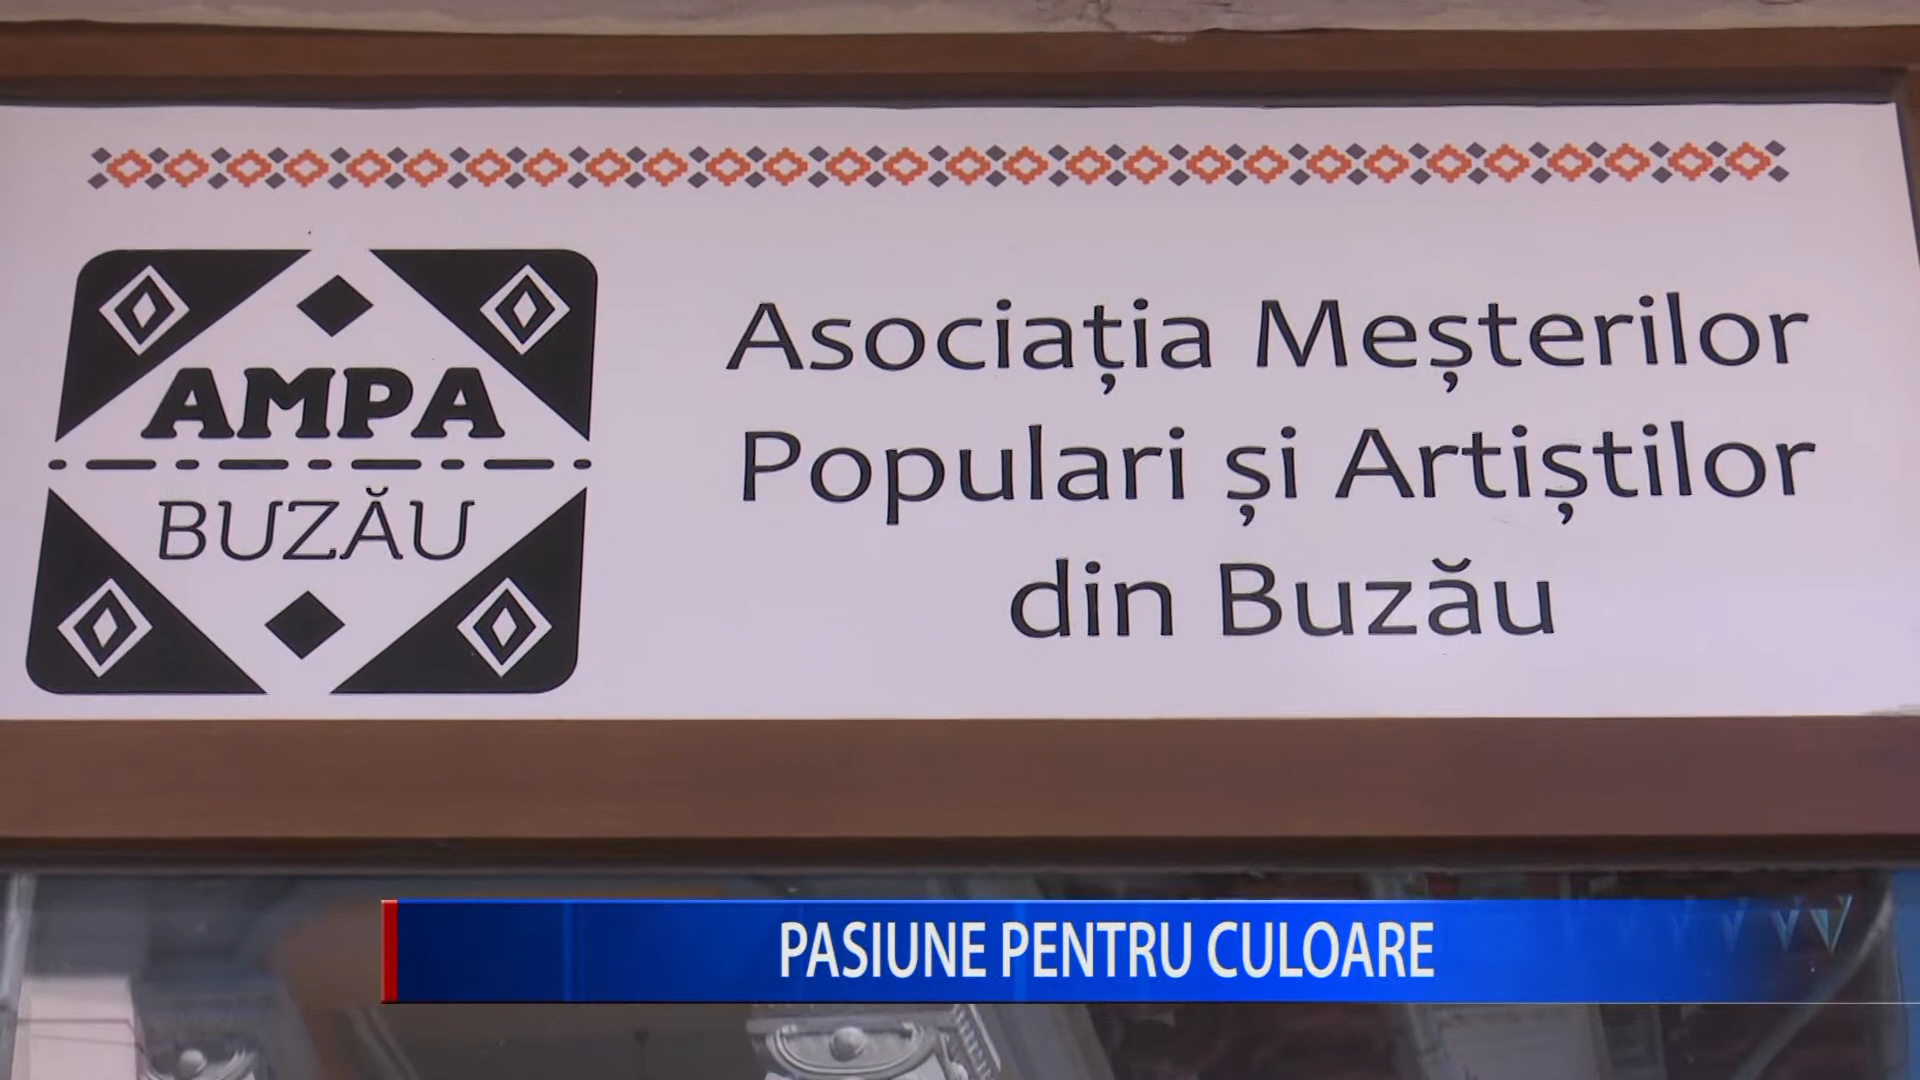 AMPA
BUZĂU
Asociația Meșterilor
Populari și Artiștilor
din Buzău
PASIUNE PENTRU CULOARE